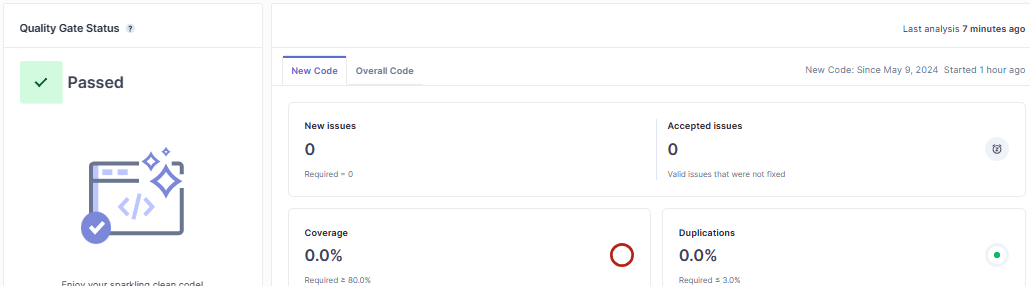 Quality Gate Status ?
Last analysis 7 minutes ago
Passed
New Code
Overall Code
New Code: Since May 9, 2024 Started 1 hour ago
New issues
0
Required = 0
Accepted issues
0
Valid issues that were not fixed
</>
Enjoy your sparkling clean code!
Coverage
0.0%
Required ≥ 80.0%
Duplications
0.0%
Required ≤ 3.0%